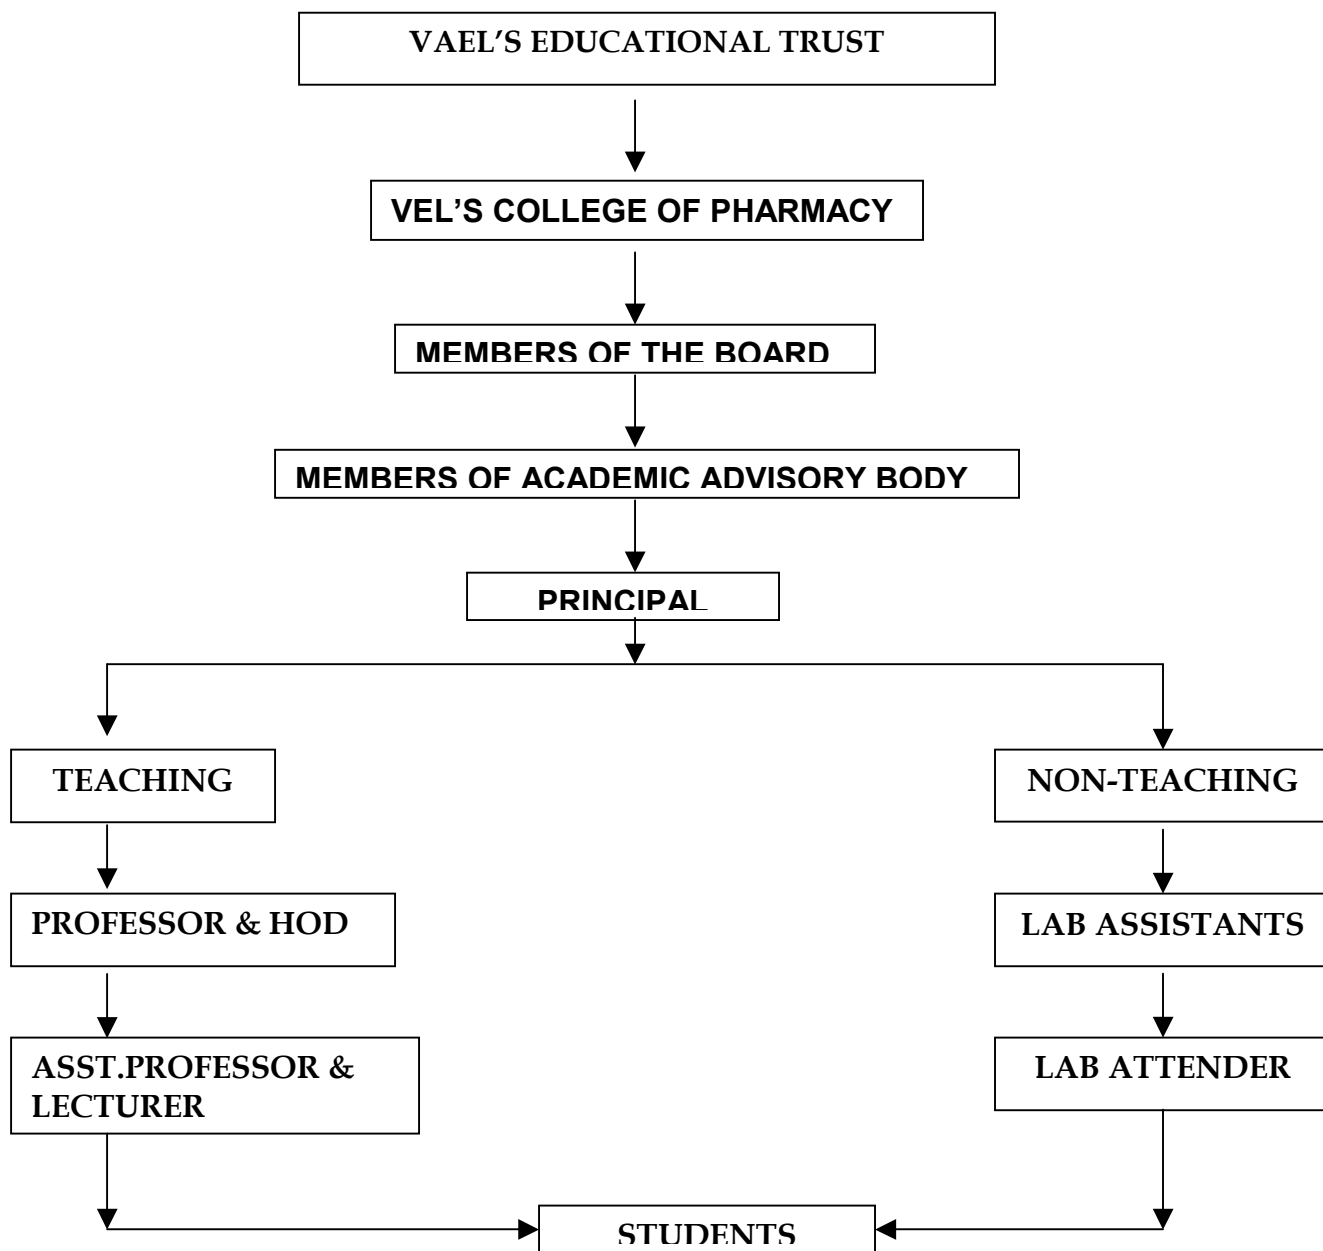 VAEL’S EDUCATIONAL TRUST
VEL’S COLLEGE OF PHARMACY
MEMBERS OF THE BOARD
MEMBERS OF ACADEMIC ADVISORY BODY
PRINCIPAL
TEACHING
NON-TEACHING
PROFESSOR & HOD
LAB ASSISTANTS
ASST.PROFESSOR &
LECTURER
LAB ATTENDER
STUDENTS